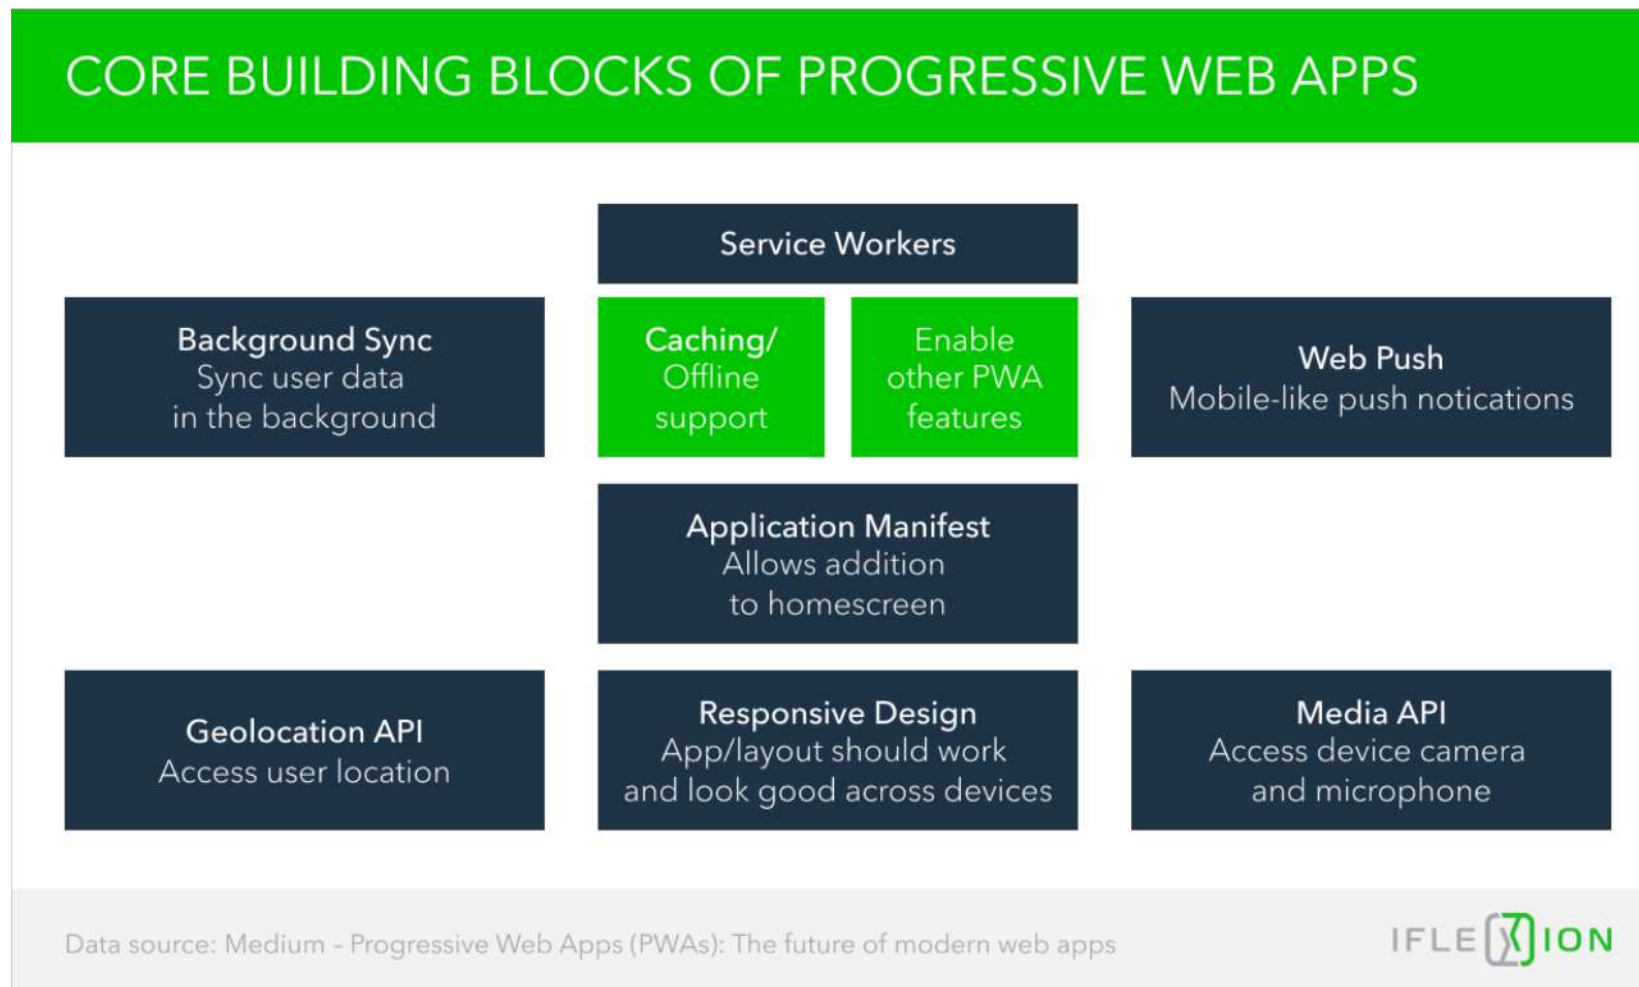 CORE BUILDING BLOCKS OF PROGRESSIVE WEB APPS
Service Workers
Background Sync
Sync user data
in the background
Caching/
Offline
support
Enable
other PWA
features
Web Push
Mobile-like push notications
Application Manifest
Allows addition
to homescreen
Geolocation API
Access user location
Responsive Design
App/layout should work
and look good across devices
Media API
Access device camera
and microphone
Data source: Medium – Progressive Web Apps (PWAs): The future of modern web apps
IFLEXION